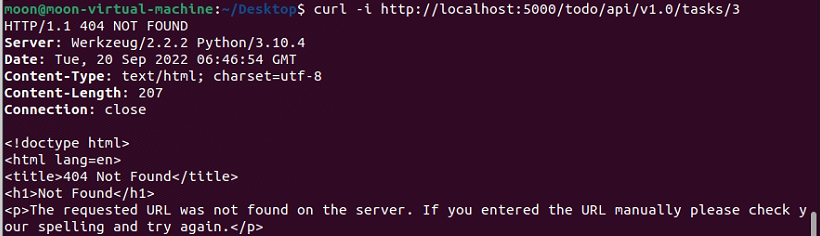 moon@moon-virtual-machine:~/Desktop$ curl -i http://localhost:5000/todo/api/v1.0/tasks/3
HTTP/1.1 404 NOT FOUND
Server: Werkzeug/2.2.2 Python/3.10.4
Date: Tue, 20 Sep 2022 06:46:54 GMT
Content-Type: text/html; charset=utf-8
Content-Length: 207
Connection: close

<!doctype html>
<html lang=en>
<title>404 Not Found</title>
<h1>Not Found</h1>
<p>The requested URL was not found on the server. If you entered the URL manually please check y
our spelling and try again.</p>